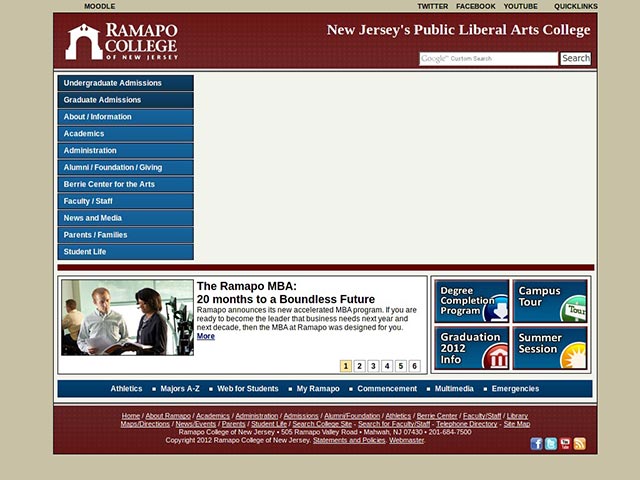 MOODLE TWITTER FACEBOOK YOUTUBE QUICKLINKS
RAMAPO
COLLEGE
OF NEW JERSEY
New Jersey's Public Liberal Arts College
Google™ Custom Search Search
Undergraduate Admissions
Graduate Admissions
About / Information
Academics
Administration
Alumni / Foundation / Giving
Berrie Center for the Arts
Faculty / Staff
News and Media
Parents / Families
Student Life
The Ramapo MBA:
20 months to a Boundless Future
Ramapo announces its new accelerated MBA program. If you are
ready to become the leader that business needs next year and
next decade, then the MBA at Ramapo was designed for you.
More
1 2 3 4 5 6
Degree
Completion
Program
Campus
Tour
Tour
Graduation
2012
Info
Summer
Session
Athletics Majors A-Z Web for Students My Ramapo Commencement Multimedia Emergencies
Home / About Ramapo / Academics / Administration / Admissions / Alumni/Foundation / Athletics / Berrie Center / Faculty/Staff / Library
Maps/Directions / News/Events / Parents / Student Life / Search College Site - Search for Faculty/Staff - Telephone Directory - Site Map
Ramapo College of New Jersey • 505 Ramapo Valley Road • Mahwah, NJ 07430 • 201-684-7500
Copyright 2012 Ramapo College of New Jersey. Statements and Policies. Webmaster.